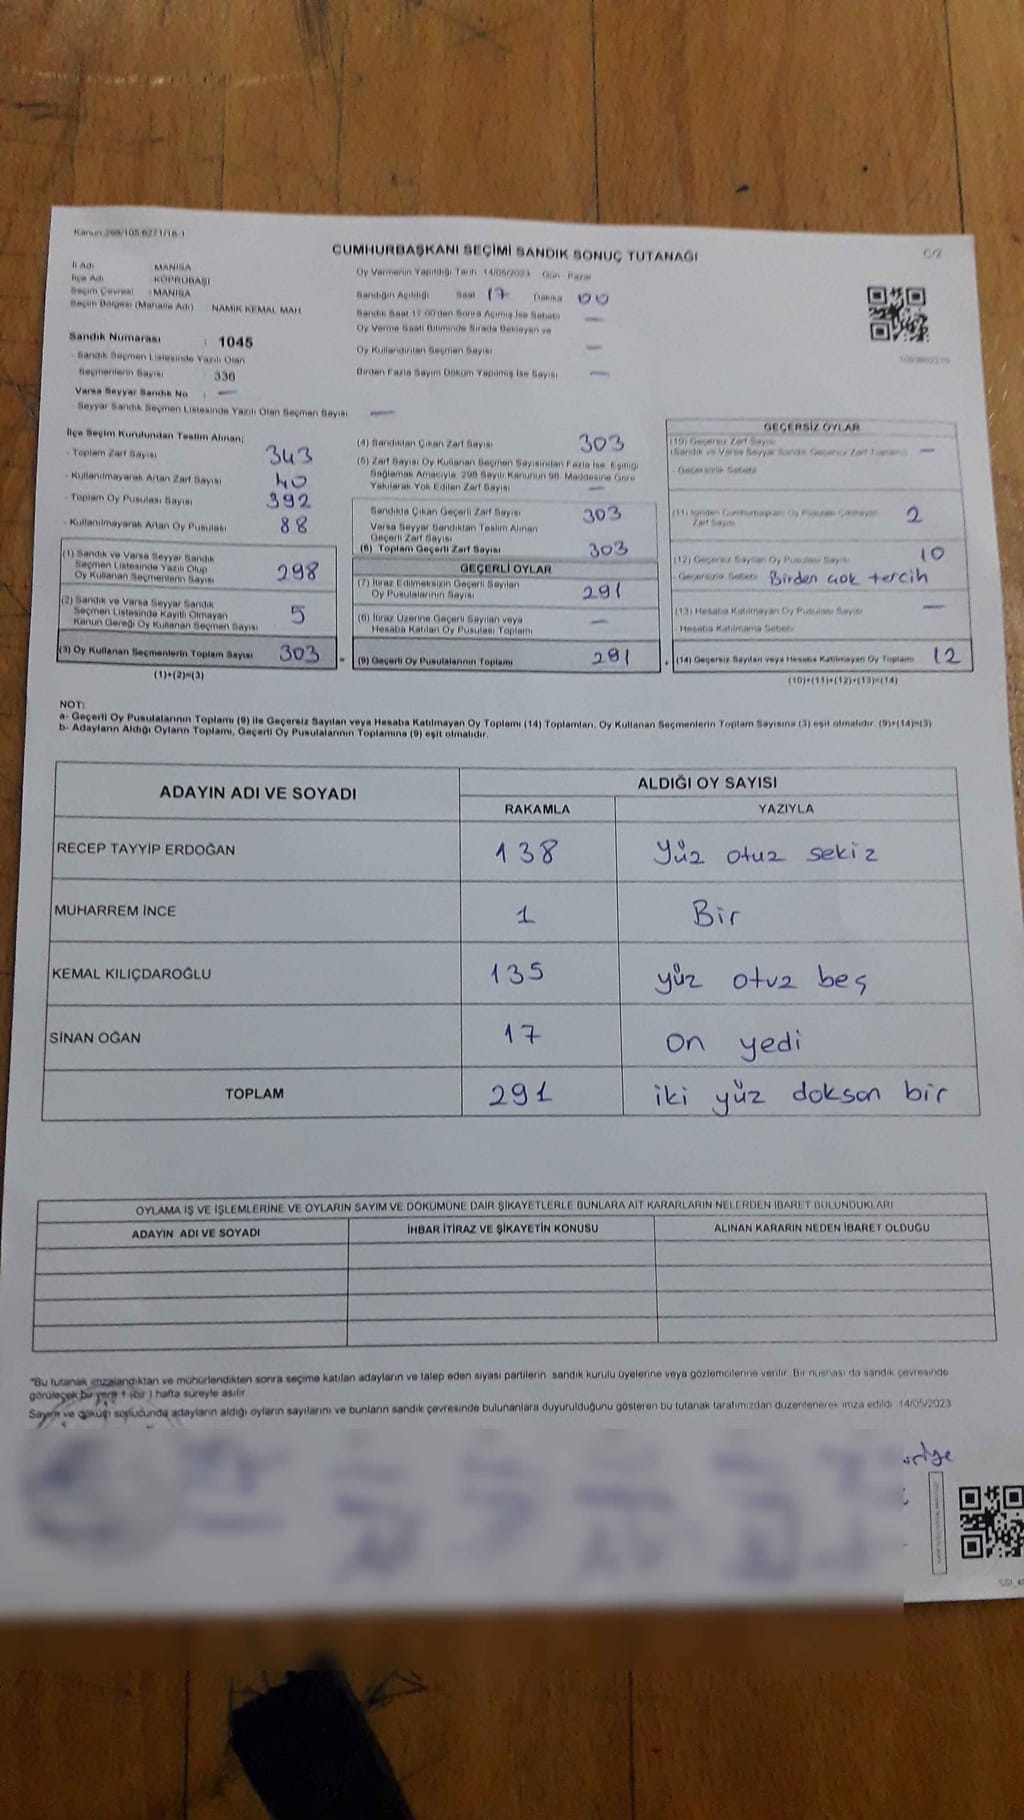 Kanun:298/105 6271/18-1
C/2
CUMHURBAŞKANI SEÇİMİ SANDIK SONUÇ TUTANAĞI
İl Adı MANİSA
İlçe Adı KÖPRÜBAŞI
Seçim Çevresi : MANİSA
Seçim Bölgesi (Mahalle Adı) NAMIK KEMAL MAH
Sandık Numarası : 1045
- Sandık Seçmen Listesinde Yazılı Olan
Seçmenlerin Sayısı 336
Varsa Seyyar Sandık No : —
- Seyyar Sandık Seçmen Listesinde Yazılı Olan Seçmen Sayısı —
Oy Vermenin Yapıldığı Tarih 14/05/2023 Gün Pazar
Sandığın Açıldığı Saat 17 Dakika 00
Sandık Saat 17.00'den Sonra Açılmış İse Sebebi —
Oy Verme Saati Bitiminde Sırada Bekleyen ve
Oy Kullandırılan Seçmen Sayısı —
Birden Fazla Sayım Döküm Yapılmış İse Sayısı —
İlçe Seçim Kurulundan Teslim Alınan;
- Toplam Zarf Sayısı 343
- Kullanılmayarak Artan Zarf Sayısı 40
- Toplam Oy Pusulası Sayısı 392
- Kullanılmayarak Artan Oy Pusulası 88
(1) Sandık ve Varsa Seyyar Sandık
Seçmen Listesinde Yazılı Olup
Oy Kullanan Seçmenlerin Sayısı 298
(2) Sandık ve Varsa Seyyar Sandık
Seçmen Listesinde Kayıtlı Olmayan
Kanun Gereği Oy Kullanan Seçmen Sayısı 5
(3) Oy Kullanan Seçmenlerin Toplam Sayısı 303
(1)+(2)=(3)
(4) Sandıktan Çıkan Zarf Sayısı 303
(5) Zarf Sayısı Oy Kullanan Seçmen Sayısından Fazla İse, Eşitliği
Sağlamak Amacıyla, 298 Sayılı Kanunun 98. Maddesine Göre
Yakılarak Yok Edilen Zarf Sayısı —
Sandıkta Çıkan Geçerli Zarf Sayısı 303
Varsa Seyyar Sandıktan Teslim Alınan
Geçerli Zarf Sayısı
(6) Toplam Geçerli Zarf Sayısı 303
GEÇERLİ OYLAR
(7) İtiraz Edilmeksizin Geçerli Sayılan
Oy Pusulalarının Sayısı 291
(8) İtiraz Üzerine Geçerli Sayılan veya
Hesaba Katılan Oy Pusulası Toplamı —
(9) Geçerli Oy Pusulalarının Toplamı 291
GEÇERSİZ OYLAR
(10) Geçersiz Zarf Sayısı
(Sandık ve Varsa Seyyar Sandık Geçersiz Zarf Toplamı) —
- Geçersizlik Sebebi
(11) İçinden Cumhurbaşkanı Oy Pusulası Çıkmayan
Zarf Sayısı 2
(12) Geçersiz Sayılan Oy Pusulası Sayısı 10
- Geçersizlik Sebebi Birden çok tercih
(13) Hesaba Katılmayan Oy Pusulası Sayısı —
- Hesaba Katılmama Sebebi
(14) Geçersiz Sayılan veya Hesaba Katılmayan Oy Toplamı 12
(10)+(11)+(12)+(13)=(14)
NOT:
a- Geçerli Oy Pusulalarının Toplamı (9) ile Geçersiz Sayılan veya Hesaba Katılmayan Oy Toplamı (14) Toplamları, Oy Kullanan Seçmenlerin Toplam Sayısına (3) eşit olmalıdır. (9)+(14)=(3)
b- Adayların Aldığı Oyların Toplamı, Geçerli Oy Pusulalarının Toplamına (9) eşit olmalıdır.
ADAYIN ADI VE SOYADI ALDIĞI OY SAYISI
RAKAMLA YAZIYLA
RECEP TAYYİP ERDOĞAN 138 Yüz otuz sekiz
MUHARREM İNCE 1 Bir
KEMAL KILIÇDAROĞLU 135 yüz otuz beş
SİNAN OĞAN 17 On yedi
TOPLAM 291 iki yüz doksan bir
OYLAMA İŞ VE İŞLEMLERİNE VE OYLARIN SAYIM VE DÖKÜMÜNE DAİR ŞİKAYETLERLE BUNLARA AİT KARARLARIN NELERDEN İBARET BULUNDUKLARI
ADAYIN ADI VE SOYADI İHBAR İTİRAZ VE ŞİKAYETİN KONUSU ALINAN KARARIN NEDEN İBARET OLDUĞU
"Bu tutanak imzalandıktan ve mühürlendikten sonra seçime katılan adayların ve talep eden siyasi partilerin sandık kurulu üyelerine veya gözlemcilerine verilir. Bir nüshası da sandık çevresinde
görülecek bir yere 1 (bir) hafta süreyle asılır.
Sayım ve döküm sonucunda adayların aldığı oyların sayılarını ve bunların sandık çevresinde bulunanlara duyurulduğunu gösteren bu tutanak tarafımızdan düzenlenerek imza edildi. 14/05/2023